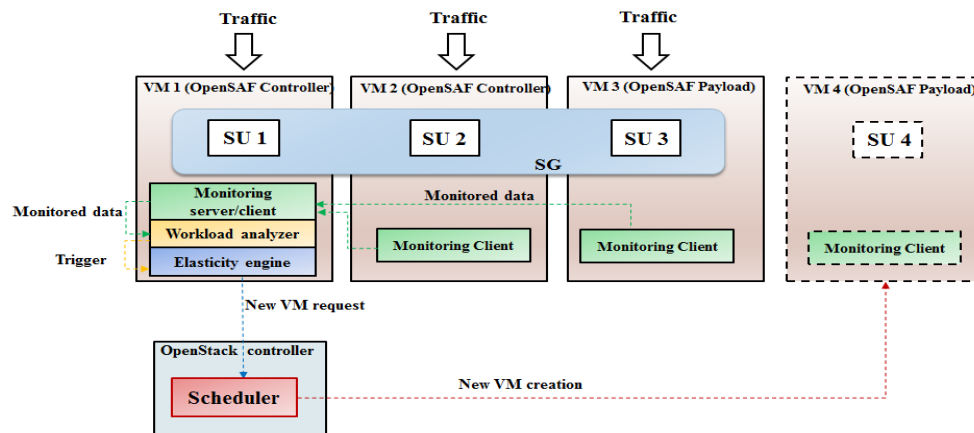 Traffic
Traffic
Traffic
VM 1 (OpenSAF Controller)
VM 2 (OpenSAF Controller)
VM 3 (OpenSAF Payload)
VM 4 (OpenSAF Payload)
SU 1
SU 2
SU 3
SU 4
SG
Monitoring
server/client
Monitored data
Monitored data
Workload analyzer
Monitoring Client
Monitoring Client
Monitoring Client
Trigger
Elasticity engine
New VM request
OpenStack controller
Scheduler
New VM creation